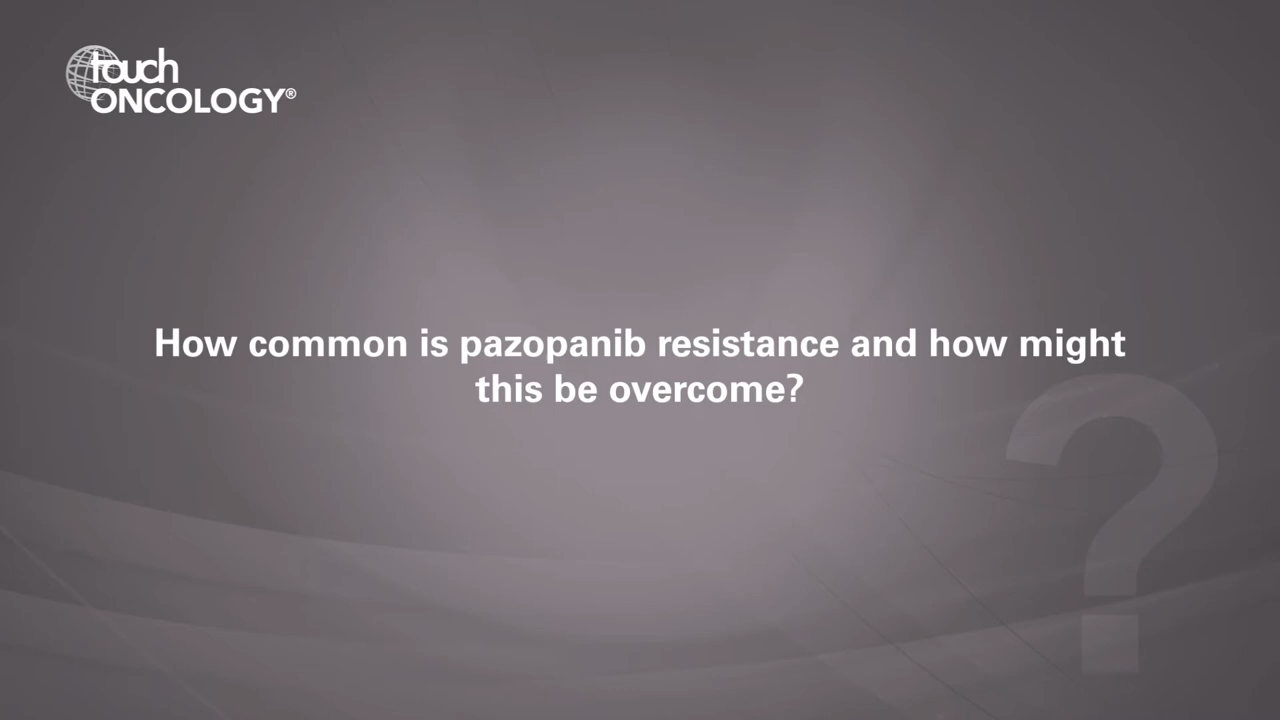 touch
ONCOLOGY®
How common is pazopanib resistance and how might
this be overcome?
?